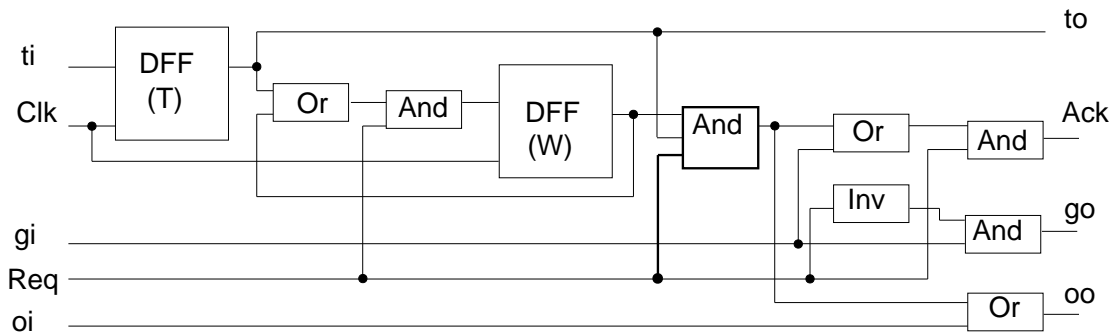 to
ti
DFF
(T)
Or
And
DFF
(W)
And
Or
And
Ack
Clk
Inv
And
go
gi
Req
oi
Or
oo